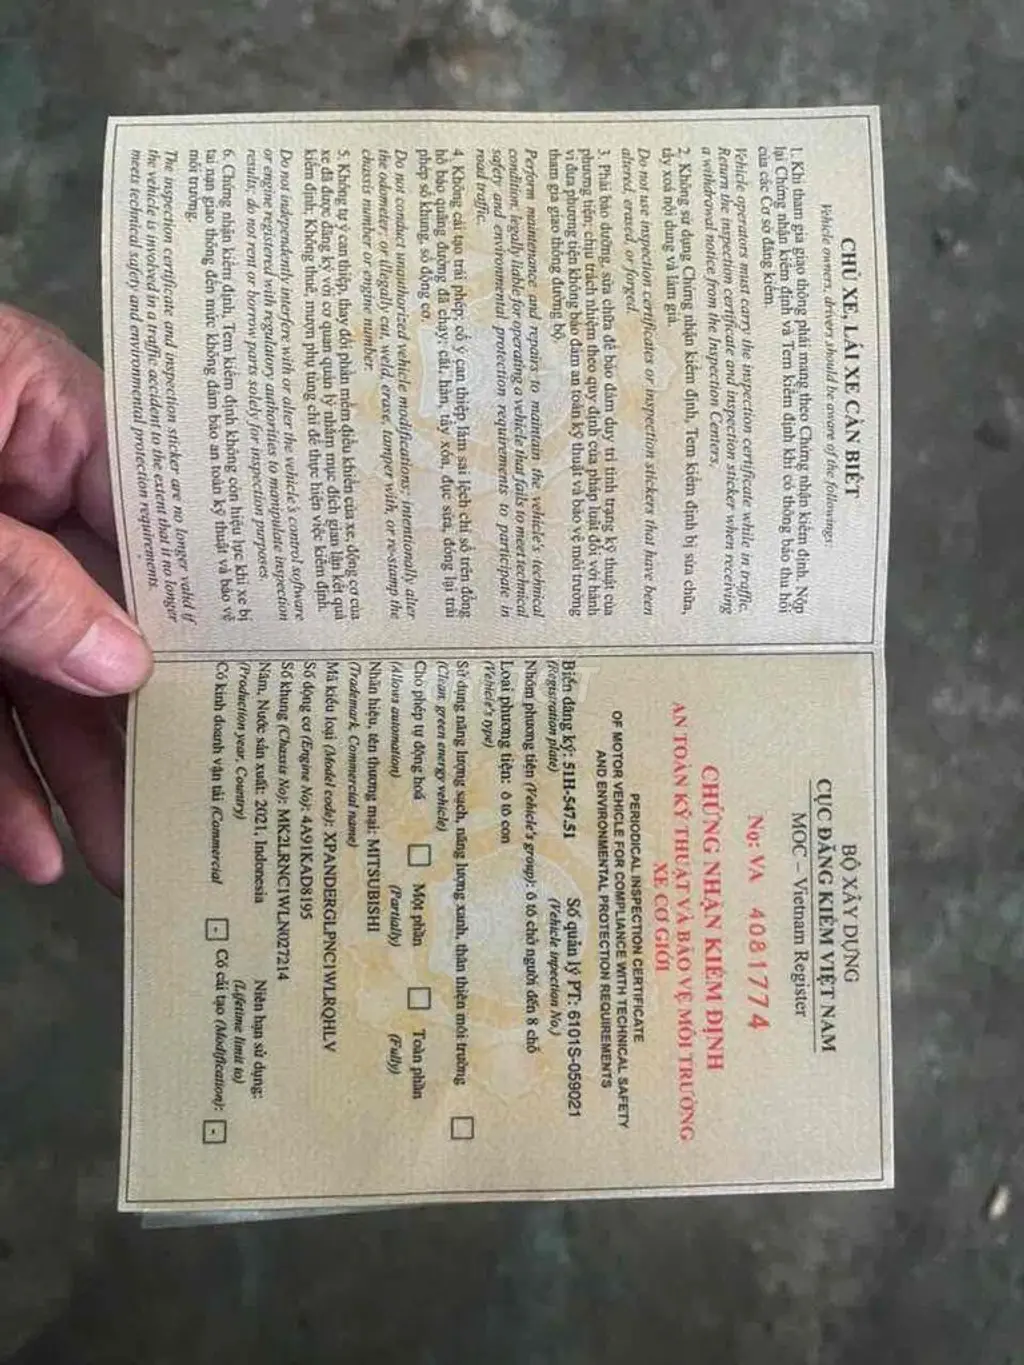 CHỦ XE, LÁI XE CẦN BIẾT
Vehicle owners, drivers should be aware of the followings:
1. Khi tham gia giao thông phải mang theo Chứng nhận kiểm định. Nộp
lại Chứng nhận kiểm định và Tem kiểm định khi có thông báo thu hồi
của các Cơ sở đăng kiểm.
Vehicle operators must carry the inspection certificate while in traffic.
Return the inspection certificate and inspection sticker when receiving
a withdrawal notice from the Inspection Centers.
2. Không sử dụng Chứng nhận kiểm định, Tem kiểm định bị sửa chữa,
tẩy xoá nội dung và làm giả.
Do not use inspection certificates or inspection stickers that have been
altered, erased, or forged.
3. Phải bảo dưỡng, sửa chữa để bảo đảm duy trì tình trạng kỹ thuật của
phương tiện; chịu trách nhiệm theo quy định của pháp luật đối với hành
vi đưa phương tiện không bảo đảm an toàn kỹ thuật và bảo vệ môi trường
tham gia giao thông đường bộ.
Perform maintenance and repairs to maintain the vehicle's technical
condition; legally liable for operating a vehicle that fails to meet technical
safety and environmental protection requirements to participate in
road traffic.
4. Không cải tạo trái phép; cố ý can thiệp làm sai lệch chỉ số trên đồng
hồ báo quãng đường đã chạy; cắt, hàn, tẩy xóa, đục sửa, đóng lại trái
phép số khung, số động cơ.
Do not conduct unauthorized vehicle modifications; intentionally alter
the odometer; or illegally cut, weld, erase, tamper with, or re-stamp the
chassis number or engine number.
5. Không tự ý can thiệp, thay đổi phần mềm điều khiển của xe, động cơ của
xe đã được đăng ký với cơ quan quản lý nhằm mục đích gian lận kết quả
kiểm định; Không thuê, mượn phụ tùng chỉ để thực hiện việc kiểm định.
Do not independently interfere with or alter the vehicle's control software
or engine registered with regulatory authorities to manipulate inspection
results; do not rent or borrow parts solely for inspection purposes
6. Chứng nhận kiểm định, Tem kiểm định không còn hiệu lực khi xe bị
tai nạn giao thông đến mức không đảm bảo an toàn kỹ thuật và bảo vệ
môi trường.
The inspection certificate and inspection sticker are no longer valid if
the vehicle is involved in a traffic accident to the extent that it no longer
meets technical safety and environmental protection requirements.
BỘ XÂY DỰNG
CỤC ĐĂNG KIỂM VIỆT NAM
MOC – Vietnam Register
Nọ: VA 4081774
CHỨNG NHẬN KIỂM ĐỊNH
AN TOÀN KỸ THUẬT VÀ BẢO VỆ MÔI TRƯỜNG
XE CƠ GIỚI
PERIODICAL INSPECTION CERTIFICATE
OF MOTOR VEHICLE FOR COMPLIANCE WITH TECHNICAL SAFETY
AND ENVIRONMENTAL PROTECTION REQUIREMENTS
Biển đăng ký: 51H-547.51 Số quản lý PT: 6101S-059021
(Registration plate) (Vehicle inpection No.)
Nhóm phương tiện (Vehicle's group): ô tô chở người đến 8 chỗ
Loại phương tiện: ô tô con
(Vehicle's type)
Sử dụng năng lượng sạch, năng lượng xanh, thân thiện môi trường
(Clean, green energy vehicle)
Cho phép tự động hoá Một phần Toàn phần
(Allows automation) (Partially) (Fully)
Nhãn hiệu, tên thương mại: MITSUBISHI
(Trademark, Commercial name)
Mã kiểu loại (Model code): XPANDERGLPNC1WLRQHLV
Số động cơ (Engine No): 4A91KAD8195
Số khung (Chassis No): MK2LRNC1WLN027214
Năm, Nước sản xuất: 2021, Indonesia Niên hạn sử dụng:
(Production year, Country) (Lifetime limit to)
Có kinh doanh vận tải (Commercial - Có cải tạo (Modification): -